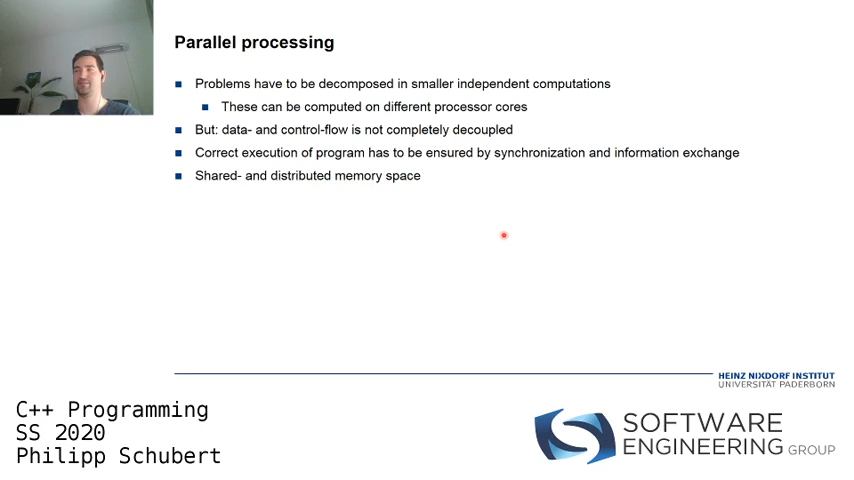 Parallel processing
Problems have to be decomposed in smaller independent computations
These can be computed on different processor cores
But: data- and control-flow is not completely decoupled
Correct execution of program has to be ensured by synchronization and information exchange
Shared- and distributed memory space
HEINZ NIXDORF INSTITUT
UNIVERSITÄT PADERBORN
C++ Programming
SS 2020
Philipp Schubert
SOFTWARE
ENGINEERING GROUP